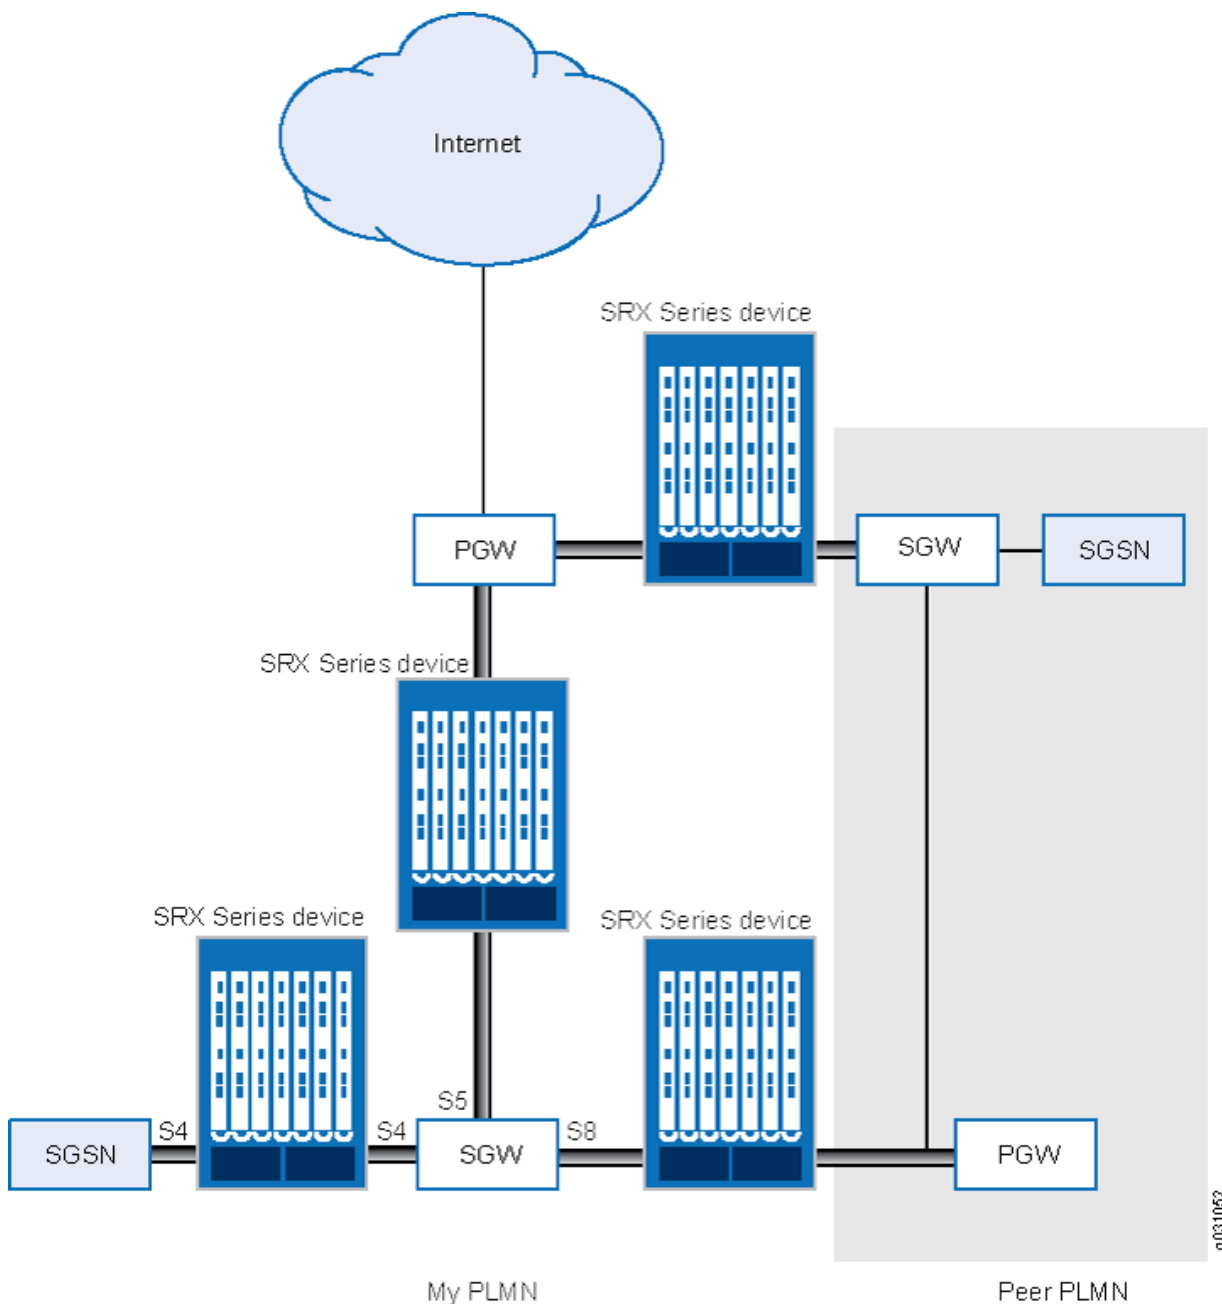 Internet
SRX Series device
PGW
SGW
SGSN
SRX Series device
SRX Series device
SRX Series device
S5
SGSN
S4
S4
SGW
S8
PGW
My PLMN
Peer PLMN
g031052